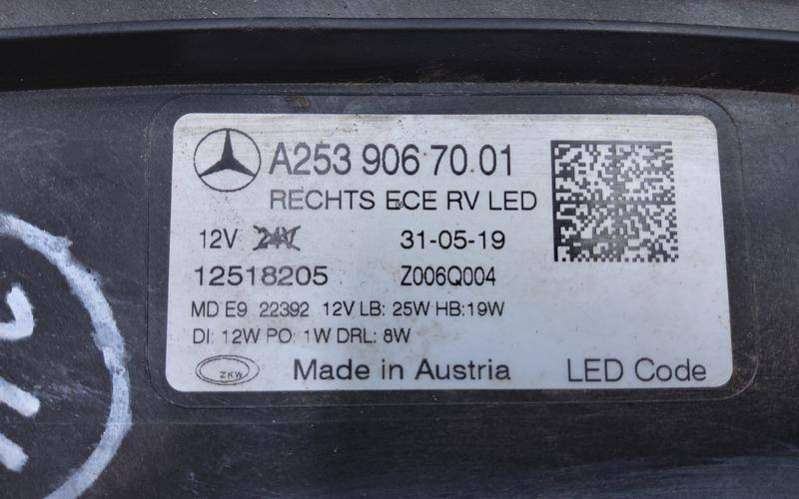 A253 906 70 01
RECHTS ECE RV LED
12V 24V 31-05-19
12518205 Z006Q004
MD E9 22392 12V LB: 25W HB:19W
DI: 12W PO: 1W DRL: 8W
ZKW Made in Austria LED Code